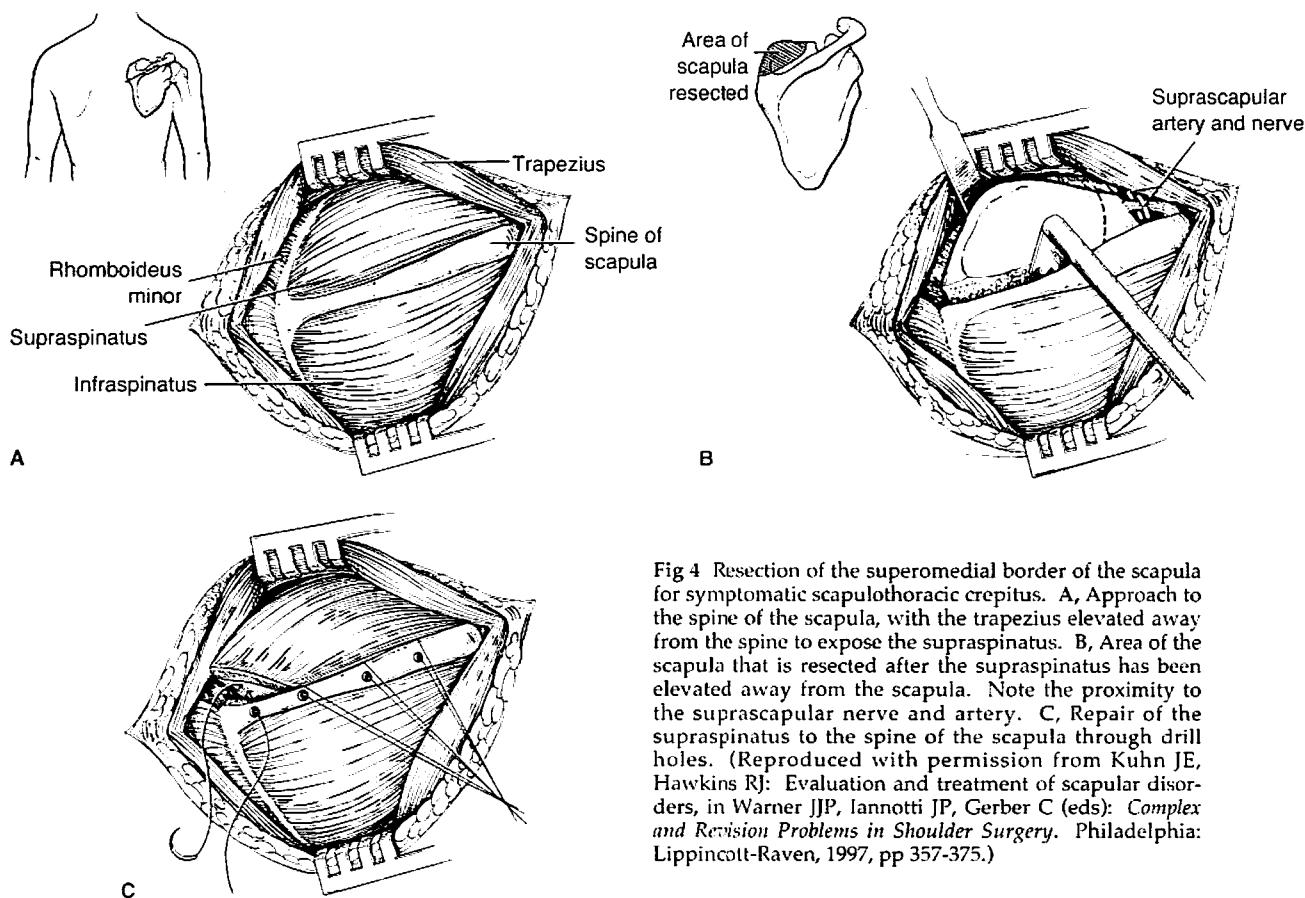 Trapezius
Spine of
scapula
Rhomboideus
minor
Supraspinatus
Infraspinatus
A
Area of
scapula
resected
Suprascapular
artery and nerve
B
C
Fig 4 Resection of the superomedial border of the scapula
for symptomatic scapulothoracic crepitus. A, Approach to
the spine of the scapula, with the trapezius elevated away
from the spine to expose the supraspinatus. B, Area of the
scapula that is resected after the supraspinatus has been
elevated away from the scapula. Note the proximity to
the suprascapular nerve and artery. C, Repair of the
supraspinatus to the spine of the scapula through drill
holes. (Reproduced with permission from Kuhn JE,
Hawkins RJ: Evaluation and treatment of scapular disor-
ders, in Warner JJP, Iannotti JP, Gerber C (eds): Complex
and Revision Problems in Shoulder Surgery. Philadelphia:
Lippincott-Raven, 1997, pp 357-375.)